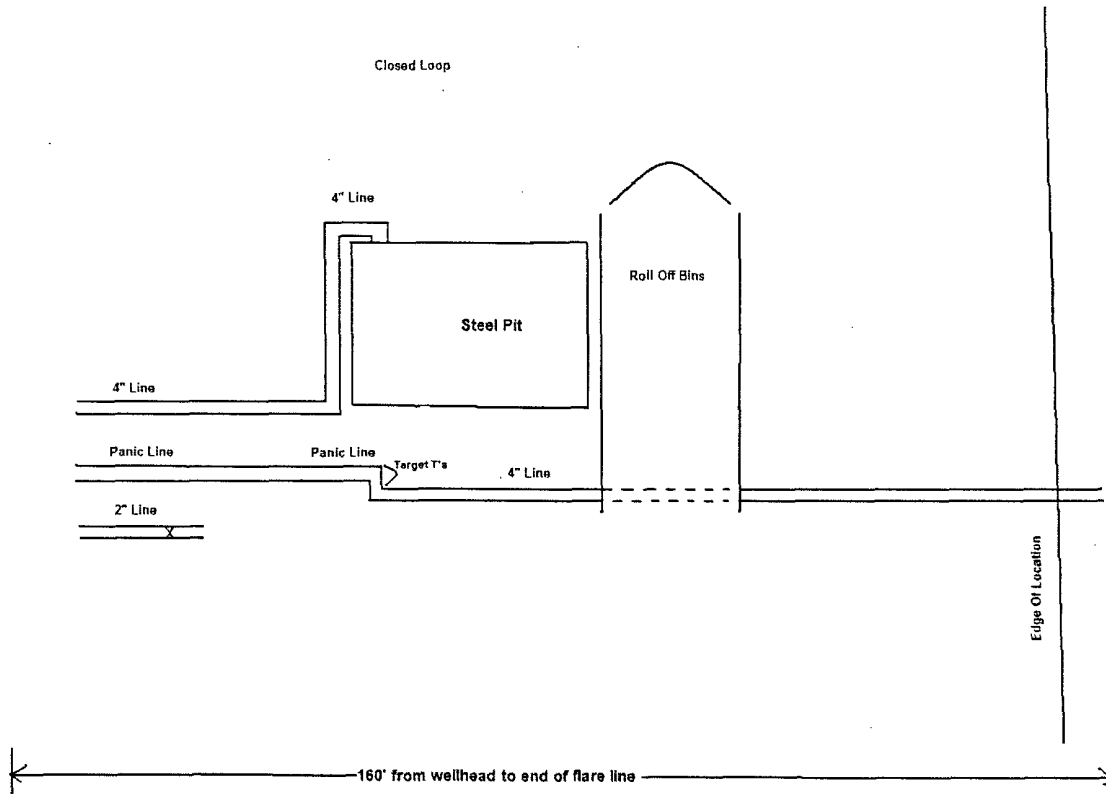 Closed Loop
4" Line
Roll Off Bins
Steel Pit
4" Line
Panic Line
Panic Line
Target T's
4" Line
2" Line
Edge Of Location
160' from wellhead to end of flare line